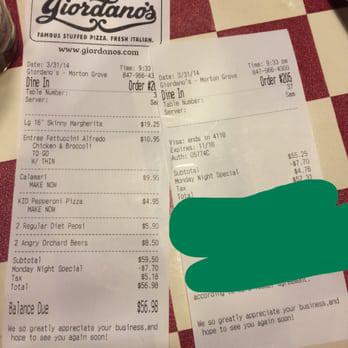 Giordano's
FAMOUS STUFFED PIZZA. FRESH ITALIAN.
www.giordanos.com
Date: 3/31/14 Time: 9:33
Giordano's - Morton Grove 847-966-43
Dine In Order #2
Table Number: 3
Server: Sam
Lg 16" Skinny Margherita $19.25
Entree Fettuccini Alfredo $10.95
Chicken & Broccoli
TO-GO
W/ THIN
Calamari $9.95
MAKE NOW
KID Pepperoni Pizza $4.95
MAKE NOW
2 Regular Diet Pepsi $5.90
2 Angry Orchard Beers $8.50
Subtotal $59.50
Monday Night Special -$7.70
Tax $5.18
Total $56.98
Balance Due $56.98
We so greatly appreciate your business,and
hope to see you again soon!
Date: 3/31/14 Time: 9:33 pm
Giordano's - Morton Grove 847-966-4300
Dine In Order #205
Table Number: 37
Server: Sam
Visa: ends in 4118
Expires: 11/16
Auth: 05774C
Subtotal $55.25
Monday Night Special -$7.70
Tax $4.78
Total
according to
We so greatly appreciate your business,and
hope to see you again soon!